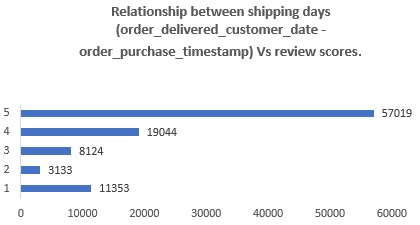 Relationship between shipping days
(order_delivered_customer_date -
order_purchase_timestamp) Vs review scores.
5 57019
4 19044
3 8124
2 3133
1 11353
0 10000 20000 30000 40000 50000 60000